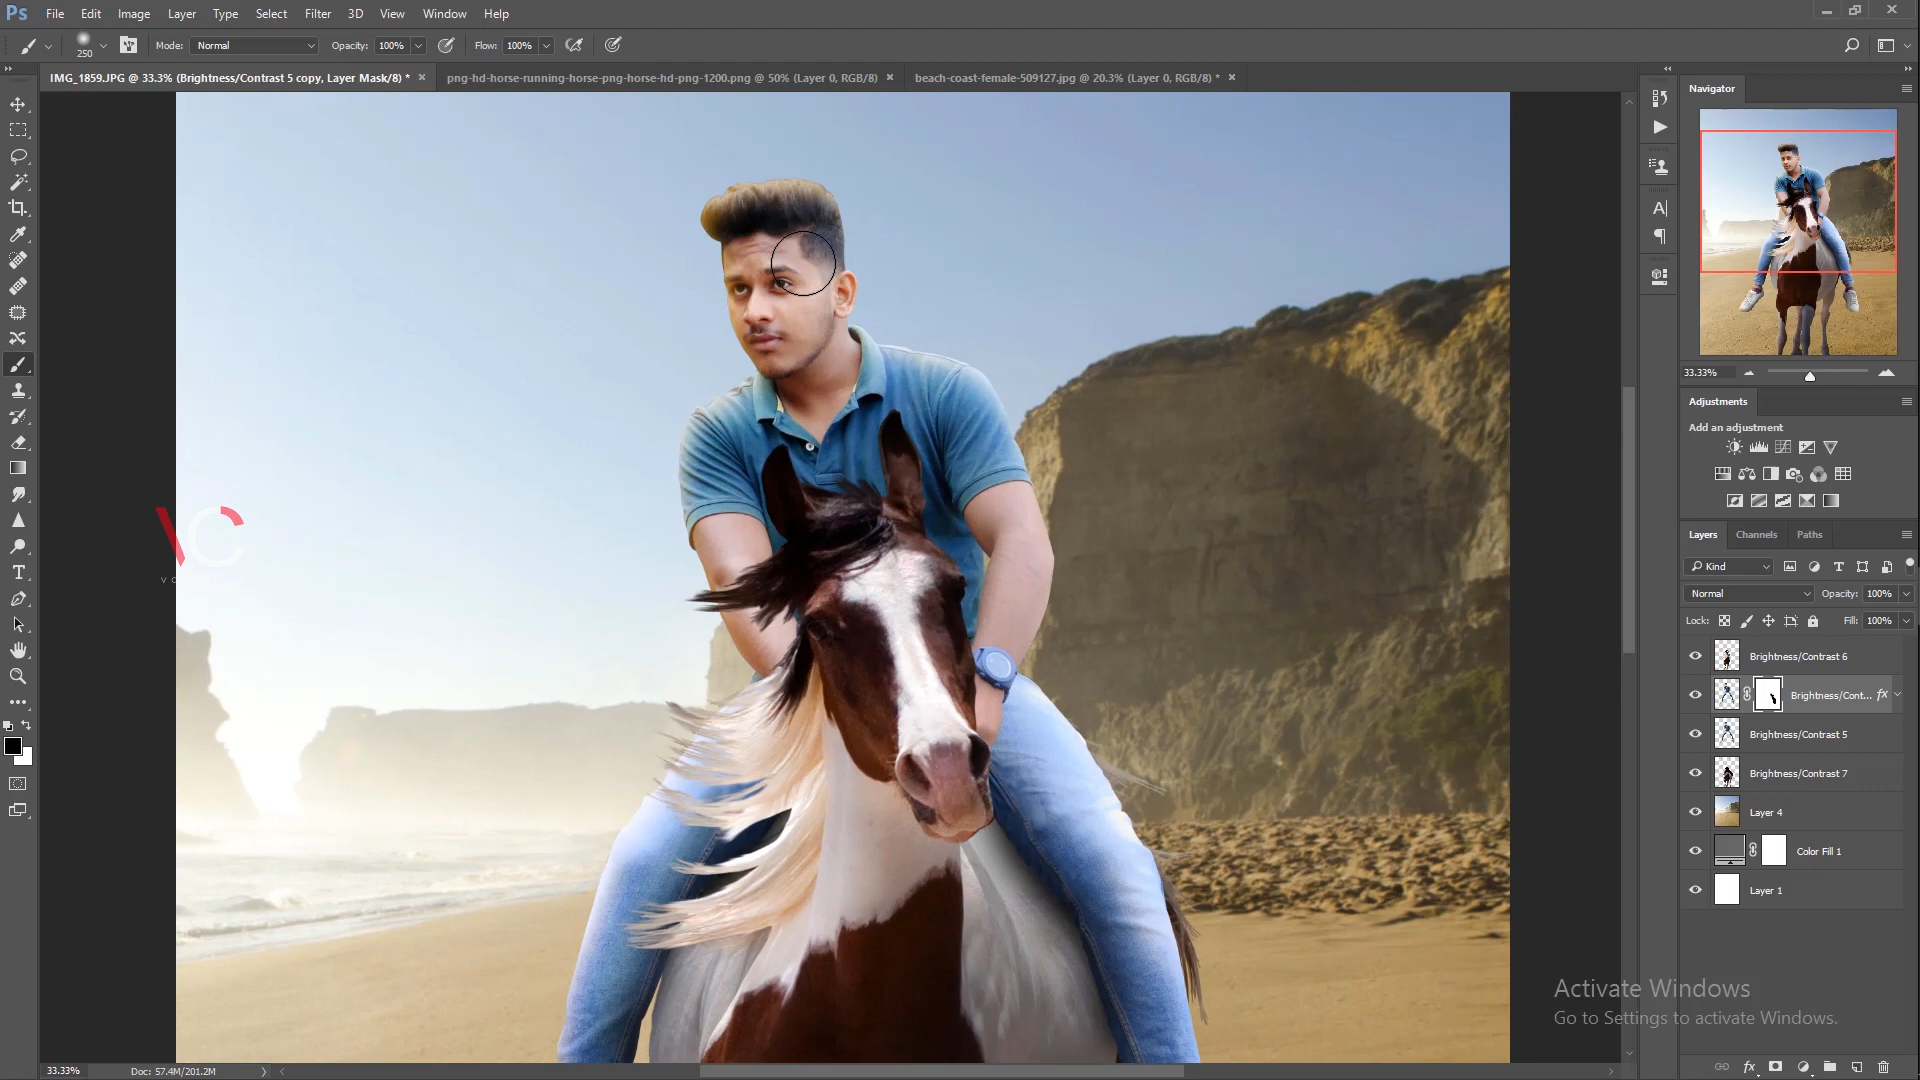 Ps File Edit Image Layer Type Select Filter 3D View Window Help
250 Mode: Normal Opacity: 100% Flow: 100%
IMG_1859.JPG @ 33.3% (Brightness/Contrast 5 copy, Layer Mask/8) * × png-hd-horse-running-horse-png-horse-hd-png-1200.png @ 50% (Layer 0, RGB/8) × beach-coast-female-509127.jpg @ 20.3% (Layer 0, RGB/8) * ×
Navigator
33.33%
Adjustments
Add an adjustment
Layers Channels Paths
Kind
Normal Opacity: 100%
Lock: Fill: 100%
Brightness/Contrast 6
Brightness/Cont... fx
Brightness/Contrast 5
Brightness/Contrast 7
Layer 4
Color Fill 1
Layer 1
VC
Activate Windows
Go to Settings to activate Windows.
33.33% Doc: 57.4M/201.2M
fx